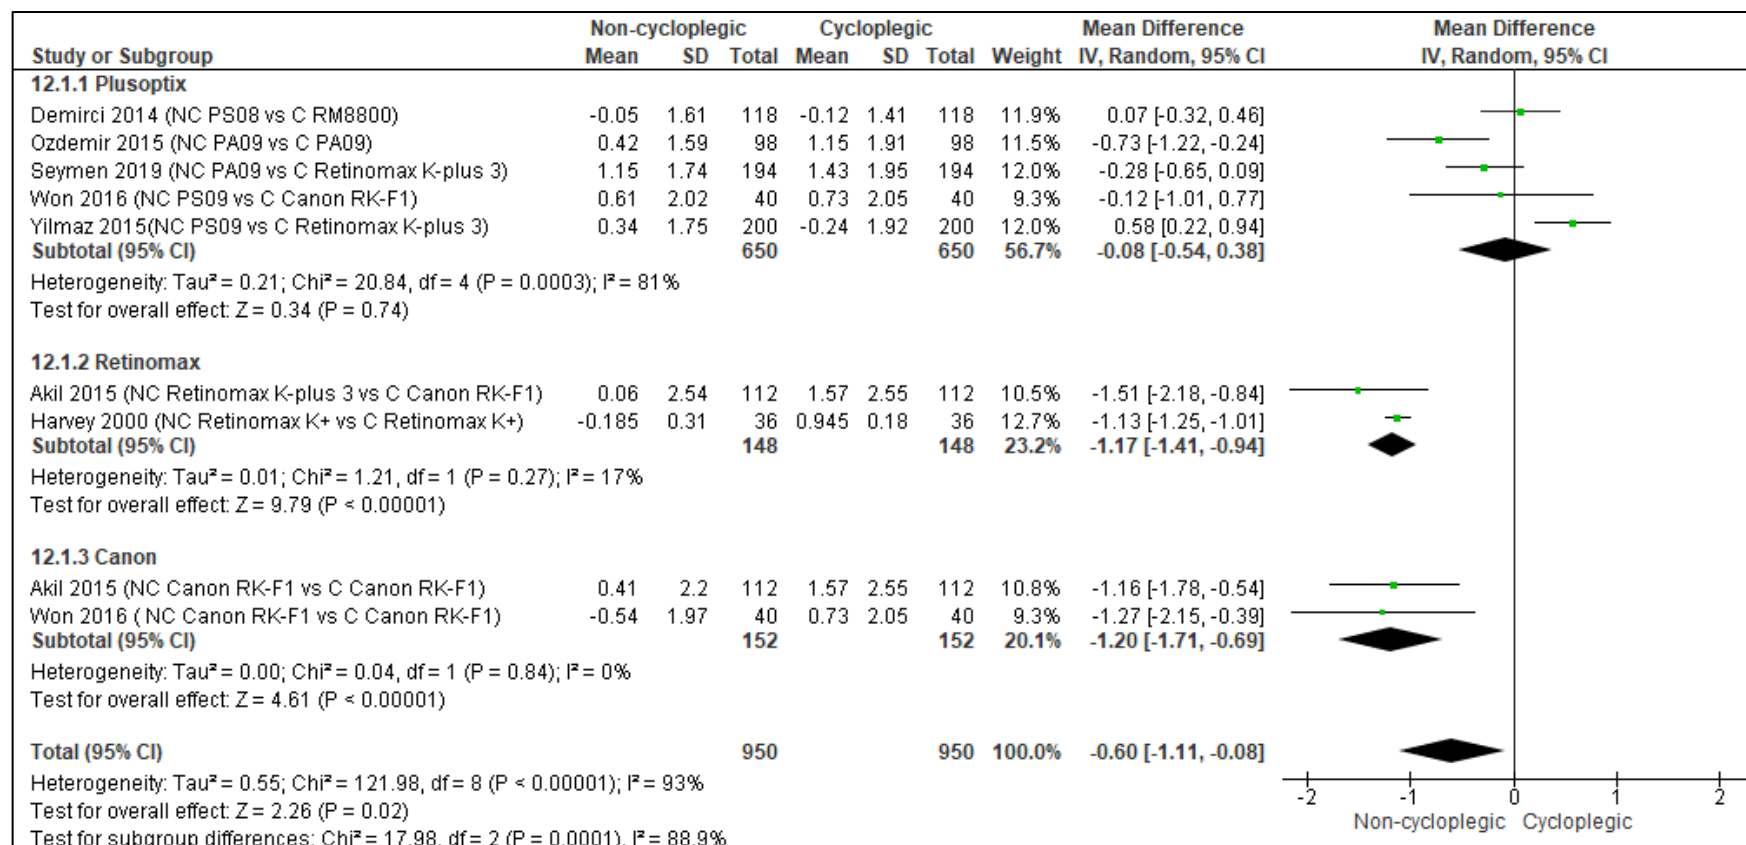 Non-cycloplegic Cycloplegic Mean Difference Mean Difference
Study or Subgroup Mean SD Total Mean SD Total Weight IV, Random, 95% CI IV, Random, 95% CI
12.1.1 Plusoptix
Demirci 2014 (NC PS08 vs C RM8800) -0.05 1.61 118 -0.12 1.41 118 11.9% 0.07 [-0.32, 0.46]
Ozdemir 2015 (NC PA09 vs C PA09) 0.42 1.59 98 1.15 1.91 98 11.5% -0.73 [-1.22, -0.24]
Seymen 2019 (NC PA09 vs C Retinomax K-plus 3) 1.15 1.74 194 1.43 1.95 194 12.0% -0.28 [-0.65, 0.09]
Won 2016 (NC PS09 vs C Canon RK-F1) 0.61 2.02 40 0.73 2.05 40 9.3% -0.12 [-1.01, 0.77]
Yilmaz 2015(NC PS09 vs C Retinomax K-plus 3) 0.34 1.75 200 -0.24 1.92 200 12.0% 0.58 [0.22, 0.94]
Subtotal (95% CI) 650 650 56.7% -0.08 [-0.54, 0.38]
Heterogeneity: Tau² = 0.21; Chi² = 20.84, df = 4 (P = 0.0003); I² = 81%
Test for overall effect: Z = 0.34 (P = 0.74)
12.1.2 Retinomax
Akil 2015 (NC Retinomax K-plus 3 vs C Canon RK-F1) 0.06 2.54 112 1.57 2.55 112 10.5% -1.51 [-2.18, -0.84]
Harvey 2000 (NC Retinomax K+ vs C Retinomax K+) -0.185 0.31 36 0.945 0.18 36 12.7% -1.13 [-1.25, -1.01]
Subtotal (95% CI) 148 148 23.2% -1.17 [-1.41, -0.94]
Heterogeneity: Tau² = 0.01; Chi² = 1.21, df = 1 (P = 0.27); I² = 17%
Test for overall effect: Z = 9.79 (P < 0.00001)
12.1.3 Canon
Akil 2015 (NC Canon RK-F1 vs C Canon RK-F1) 0.41 2.2 112 1.57 2.55 112 10.8% -1.16 [-1.78, -0.54]
Won 2016 ( NC Canon RK-F1 vs C Canon RK-F1) -0.54 1.97 40 0.73 2.05 40 9.3% -1.27 [-2.15, -0.39]
Subtotal (95% CI) 152 152 20.1% -1.20 [-1.71, -0.69]
Heterogeneity: Tau² = 0.00; Chi² = 0.04, df = 1 (P = 0.84); I² = 0%
Test for overall effect: Z = 4.61 (P < 0.00001)
Total (95% CI) 950 950 100.0% -0.60 [-1.11, -0.08]
Heterogeneity: Tau² = 0.55; Chi² = 121.98, df = 8 (P < 0.00001); I² = 93%
Test for overall effect: Z = 2.26 (P = 0.02)
Test for subgroup differences: Chi² = 17.98, df = 2 (P = 0.0001), I² = 88.9%
-2 -1 0 1 2
Non-cycloplegic Cycloplegic